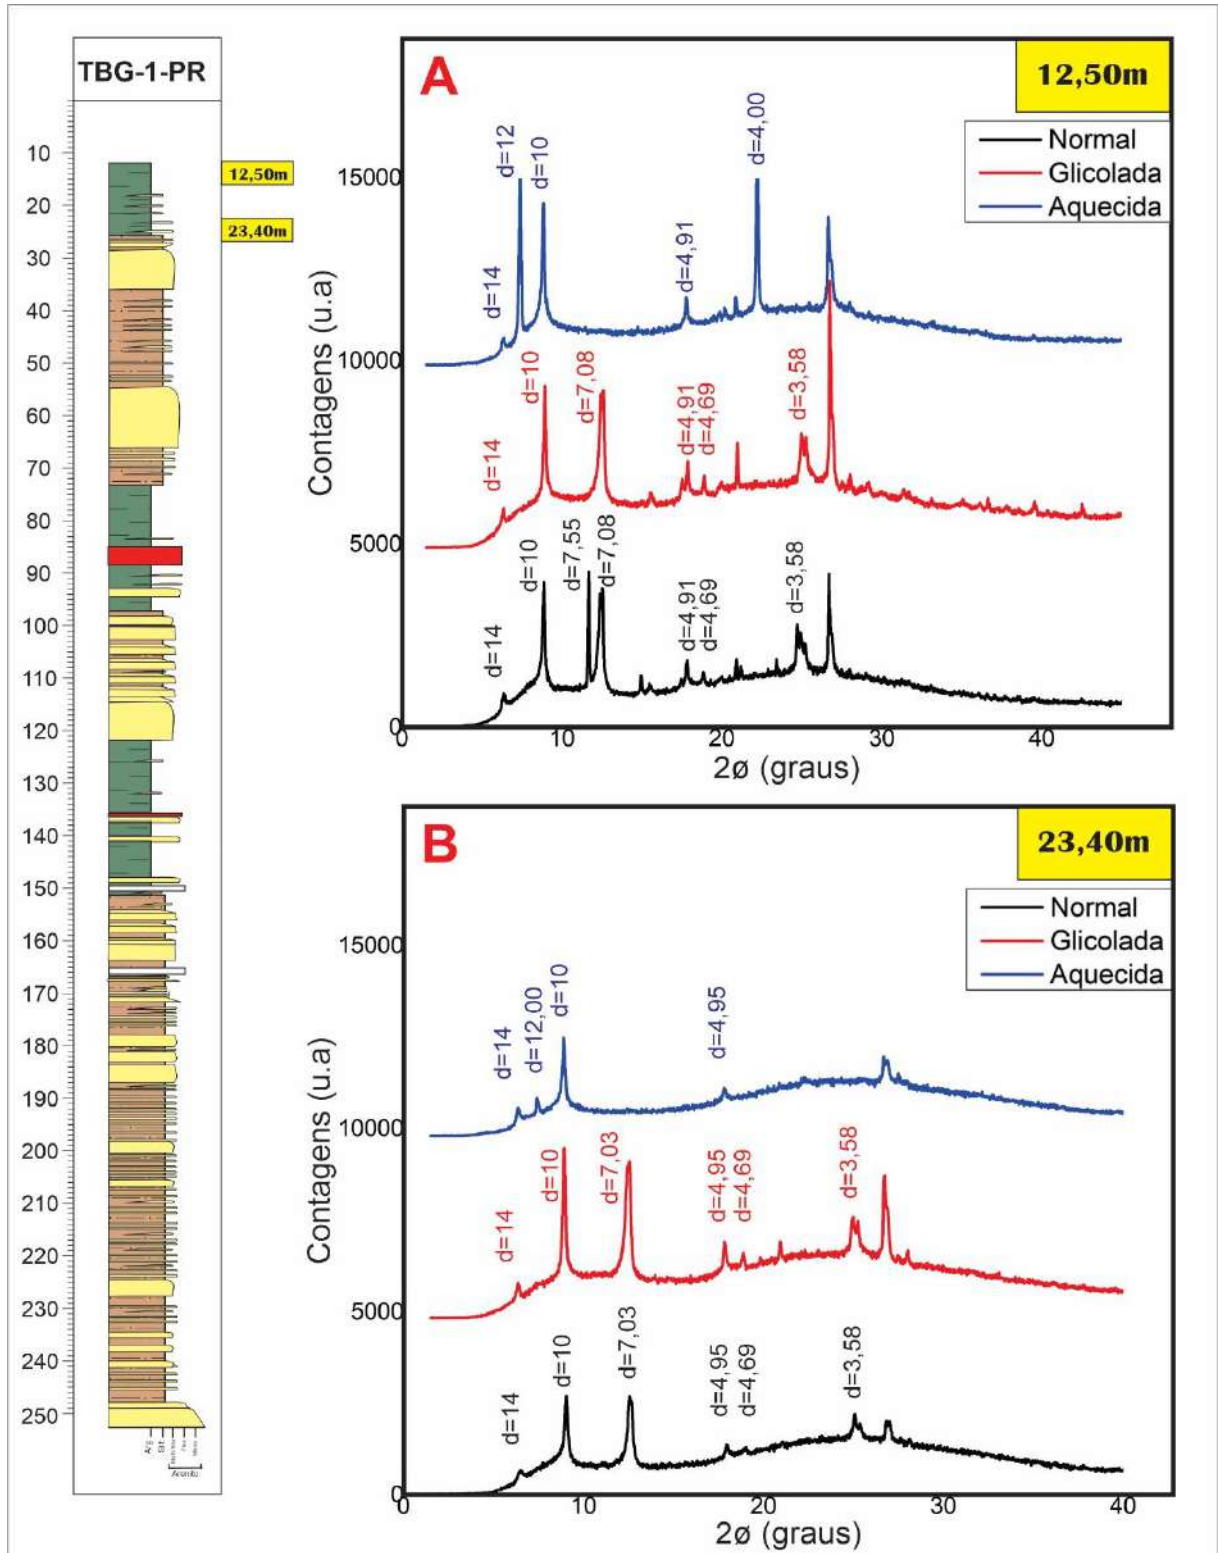 TBG-1-PR
10
20
30
40
50
60
70
80
90
100
110
120
130
140
150
160
170
180
190
200
210
220
230
240
250
Arg
Silt
Arenito
12,50m
23,40m
A
12,50m
Normal
Glicolada
Aquecida
Contagens (u.a)
15000
10000
5000
0
d=14
d=12
d=10
d=4,91
d=4,00
d=14
d=10
d=7,08
d=4,91
d=4,69
d=3,58
d=14
d=10
d=7,55
d=7,08
d=4,91
d=4,69
d=3,58
0
10
20
30
40
2ø (graus)
B
23,40m
Normal
Glicolada
Aquecida
Contagens (u.a)
15000
10000
5000
0
d=14
d=12,00
d=10
d=4,95
d=14
d=10
d=7,03
d=4,95
d=4,69
d=3,58
d=14
d=10
d=7,03
d=4,95
d=4,69
d=3,58
0
10
20
30
40
2ø (graus)